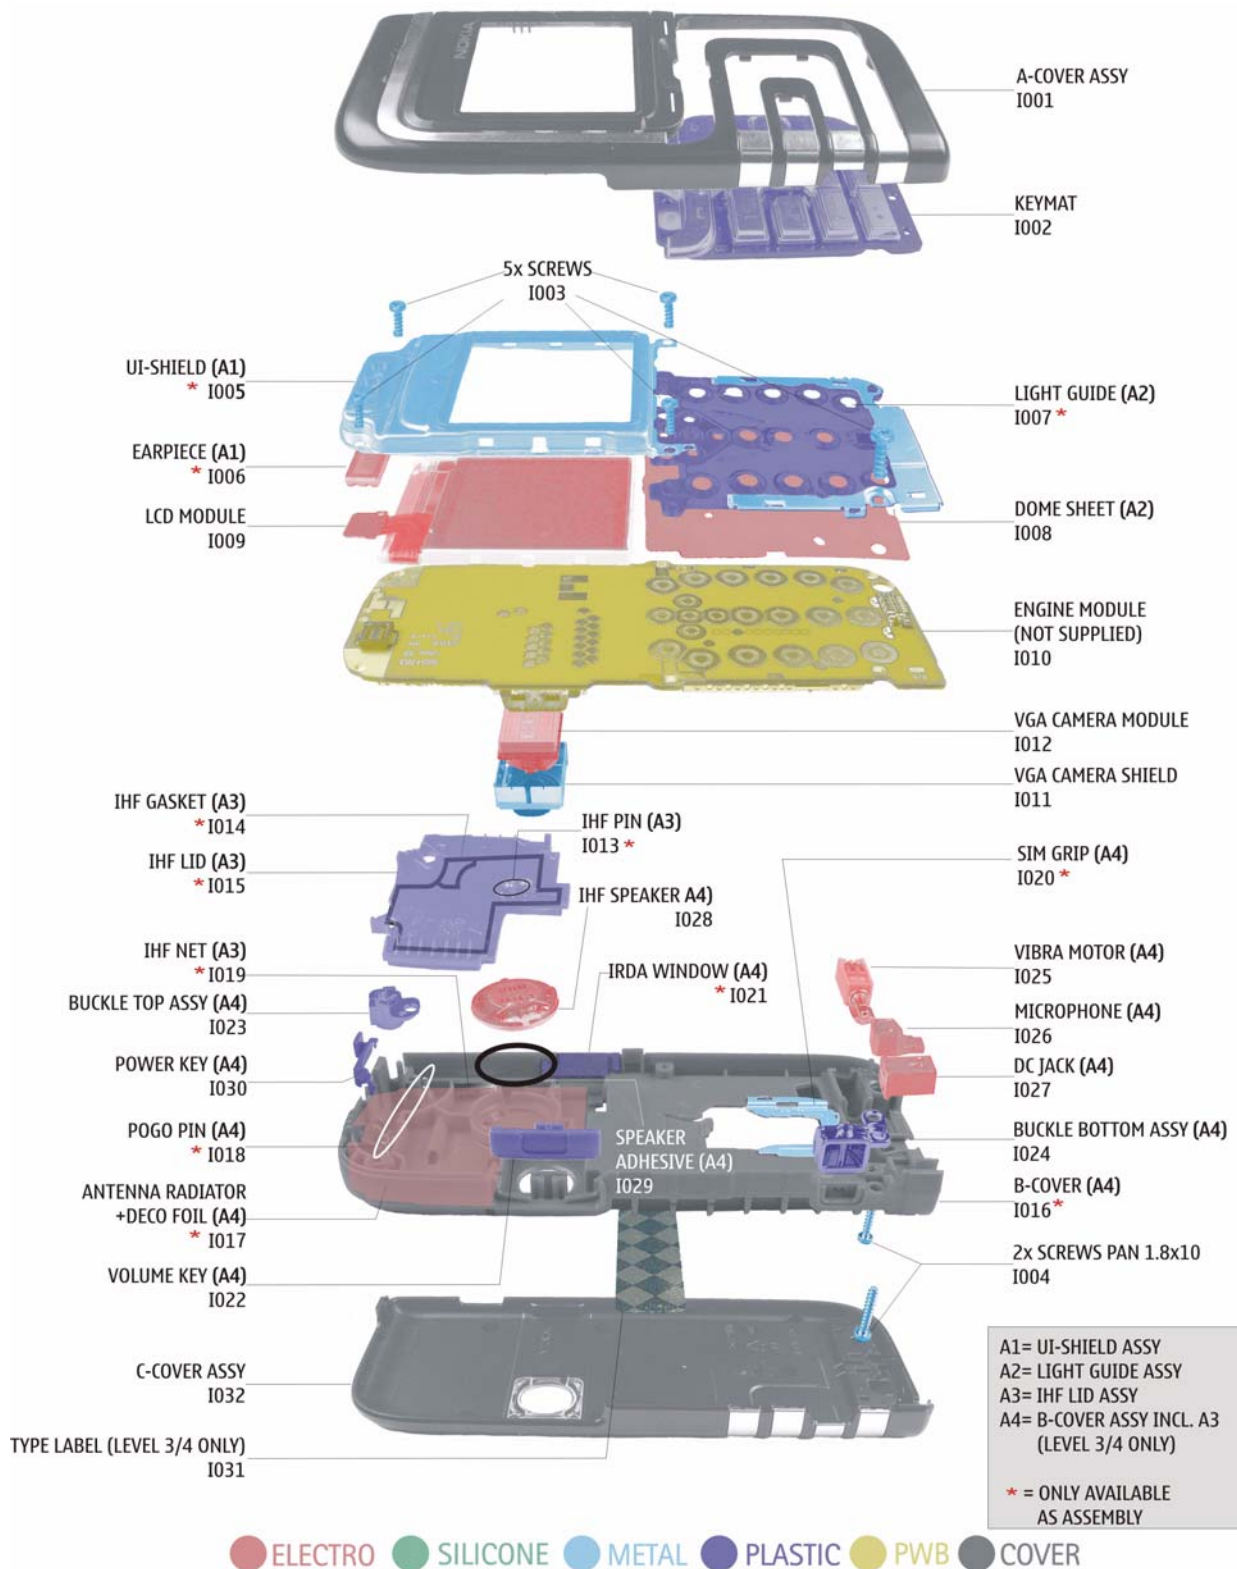 NOKIA
A-COVER ASSY
I001
KEYMAT
I002
5x SCREWS
I003
UI-SHIELD (A1)
* I005
LIGHT GUIDE (A2)
I007 *
EARPIECE (A1)
* I006
LCD MODULE
I009
DOME SHEET (A2)
I008
ENGINE MODULE
(NOT SUPPLIED)
I010
VGA CAMERA MODULE
I012
VGA CAMERA SHIELD
I011
IHF GASKET (A3)
* I014
IHF PIN (A3)
I013 *
IHF LID (A3)
* I015
SIM GRIP (A4)
I020 *
IHF SPEAKER A4)
I028
IHF NET (A3)
* I019
IRDA WINDOW (A4)
* I021
VIBRA MOTOR (A4)
I025
BUCKLE TOP ASSY (A4)
I023
MICROPHONE (A4)
I026
POWER KEY (A4)
I030
DC JACK (A4)
I027
POGO PIN (A4)
* I018
SPEAKER
ADHESIVE (A4)
I029
BUCKLE BOTTOM ASSY (A4)
I024
ANTENNA RADIATOR
+DECO FOIL (A4)
* I017
B-COVER (A4)
I016 *
VOLUME KEY (A4)
I022
2x SCREWS PAN 1.8x10
I004
C-COVER ASSY
I032
TYPE LABEL (LEVEL 3/4 ONLY)
I031
A1= UI-SHIELD ASSY
A2= LIGHT GUIDE ASSY
A3= IHF LID ASSY
A4= B-COVER ASSY INCL. A3
(LEVEL 3/4 ONLY)
* = ONLY AVAILABLE
AS ASSEMBLY
ELECTRO SILICONE METAL PLASTIC PWB COVER